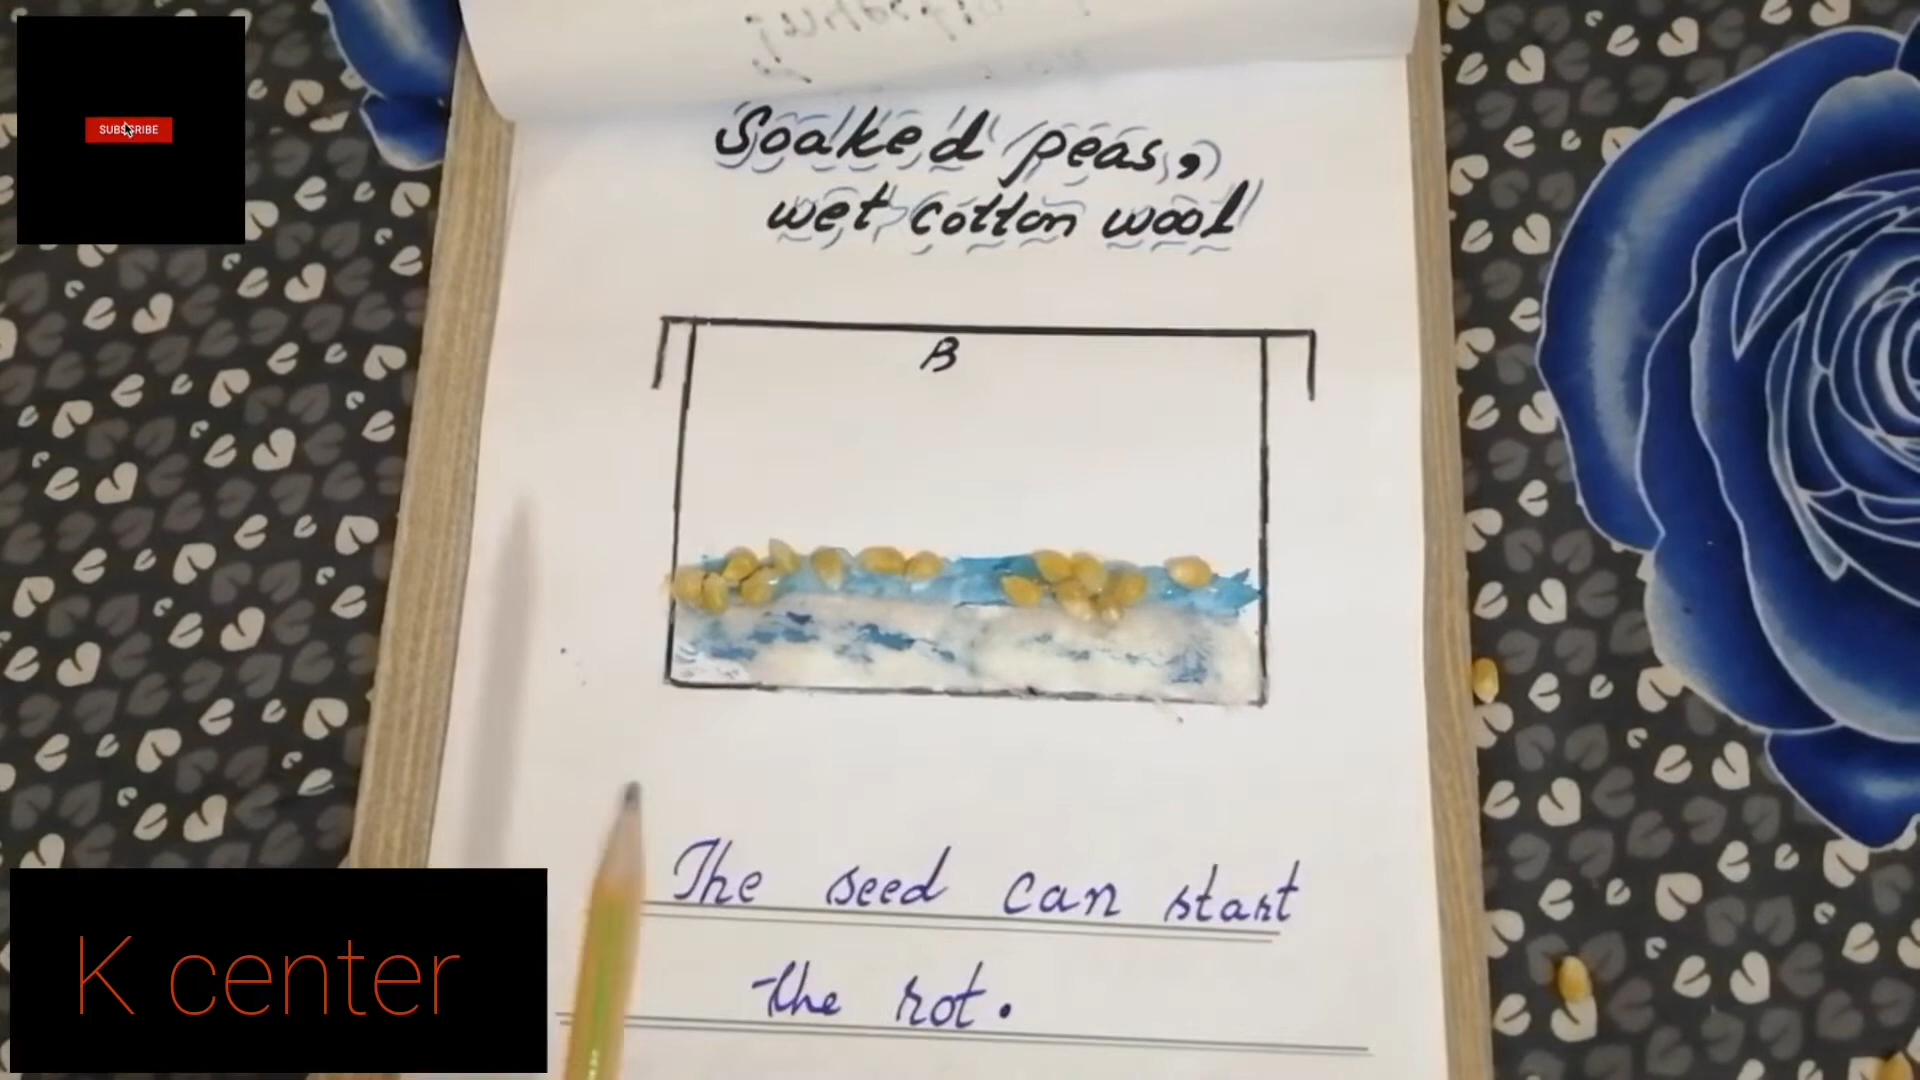 SUBSCRIBE
Soaked peas,
wet cotton wool
B
The seed can start
the rot.
K center